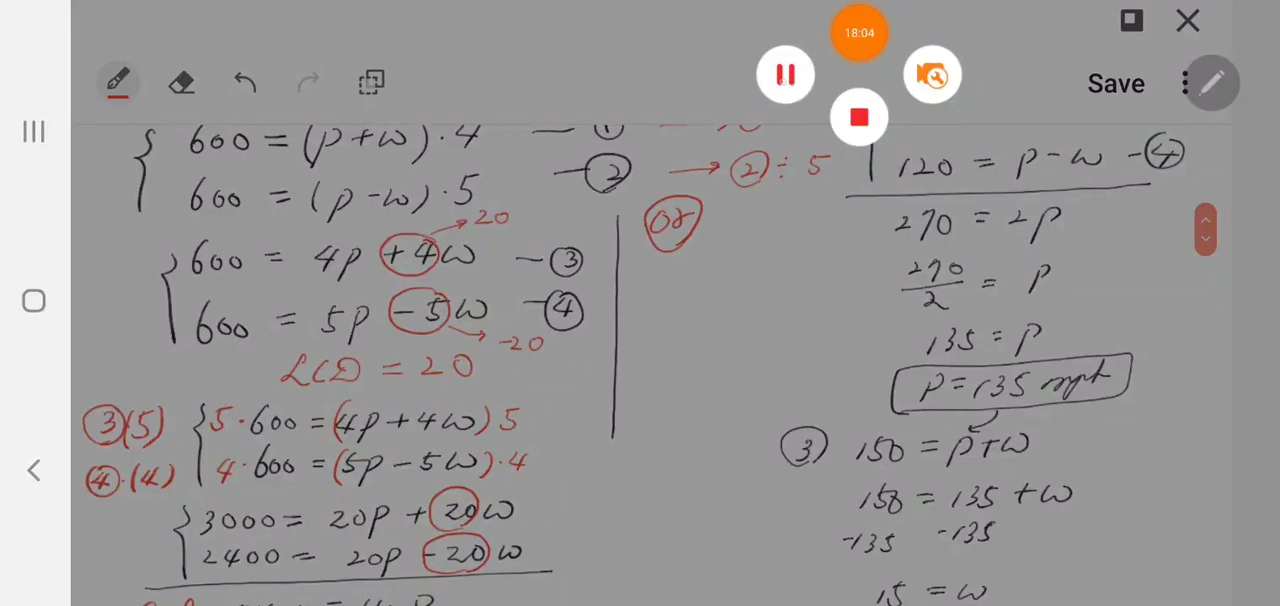 18:04
Save
600 = (p+w)·4 — ①
600 = (p-w)·5 — ② → ②÷5
600 = 4p +4w — ③
→20
600 = 5p -5w — ④
→ -20
LCD = 20
③(5) 5·600 = (4p+4w)5
④·(4) 4·600 = (5p-5w)·4
3000 = 20p + 20w
2400 = 20p - 20w
or
120 = p-w -④
270 = 2p
270/2 = p
135 = p
p = 135 mph
③ 150 = p+w
150 = 135 + w
-135 -135
15 = w